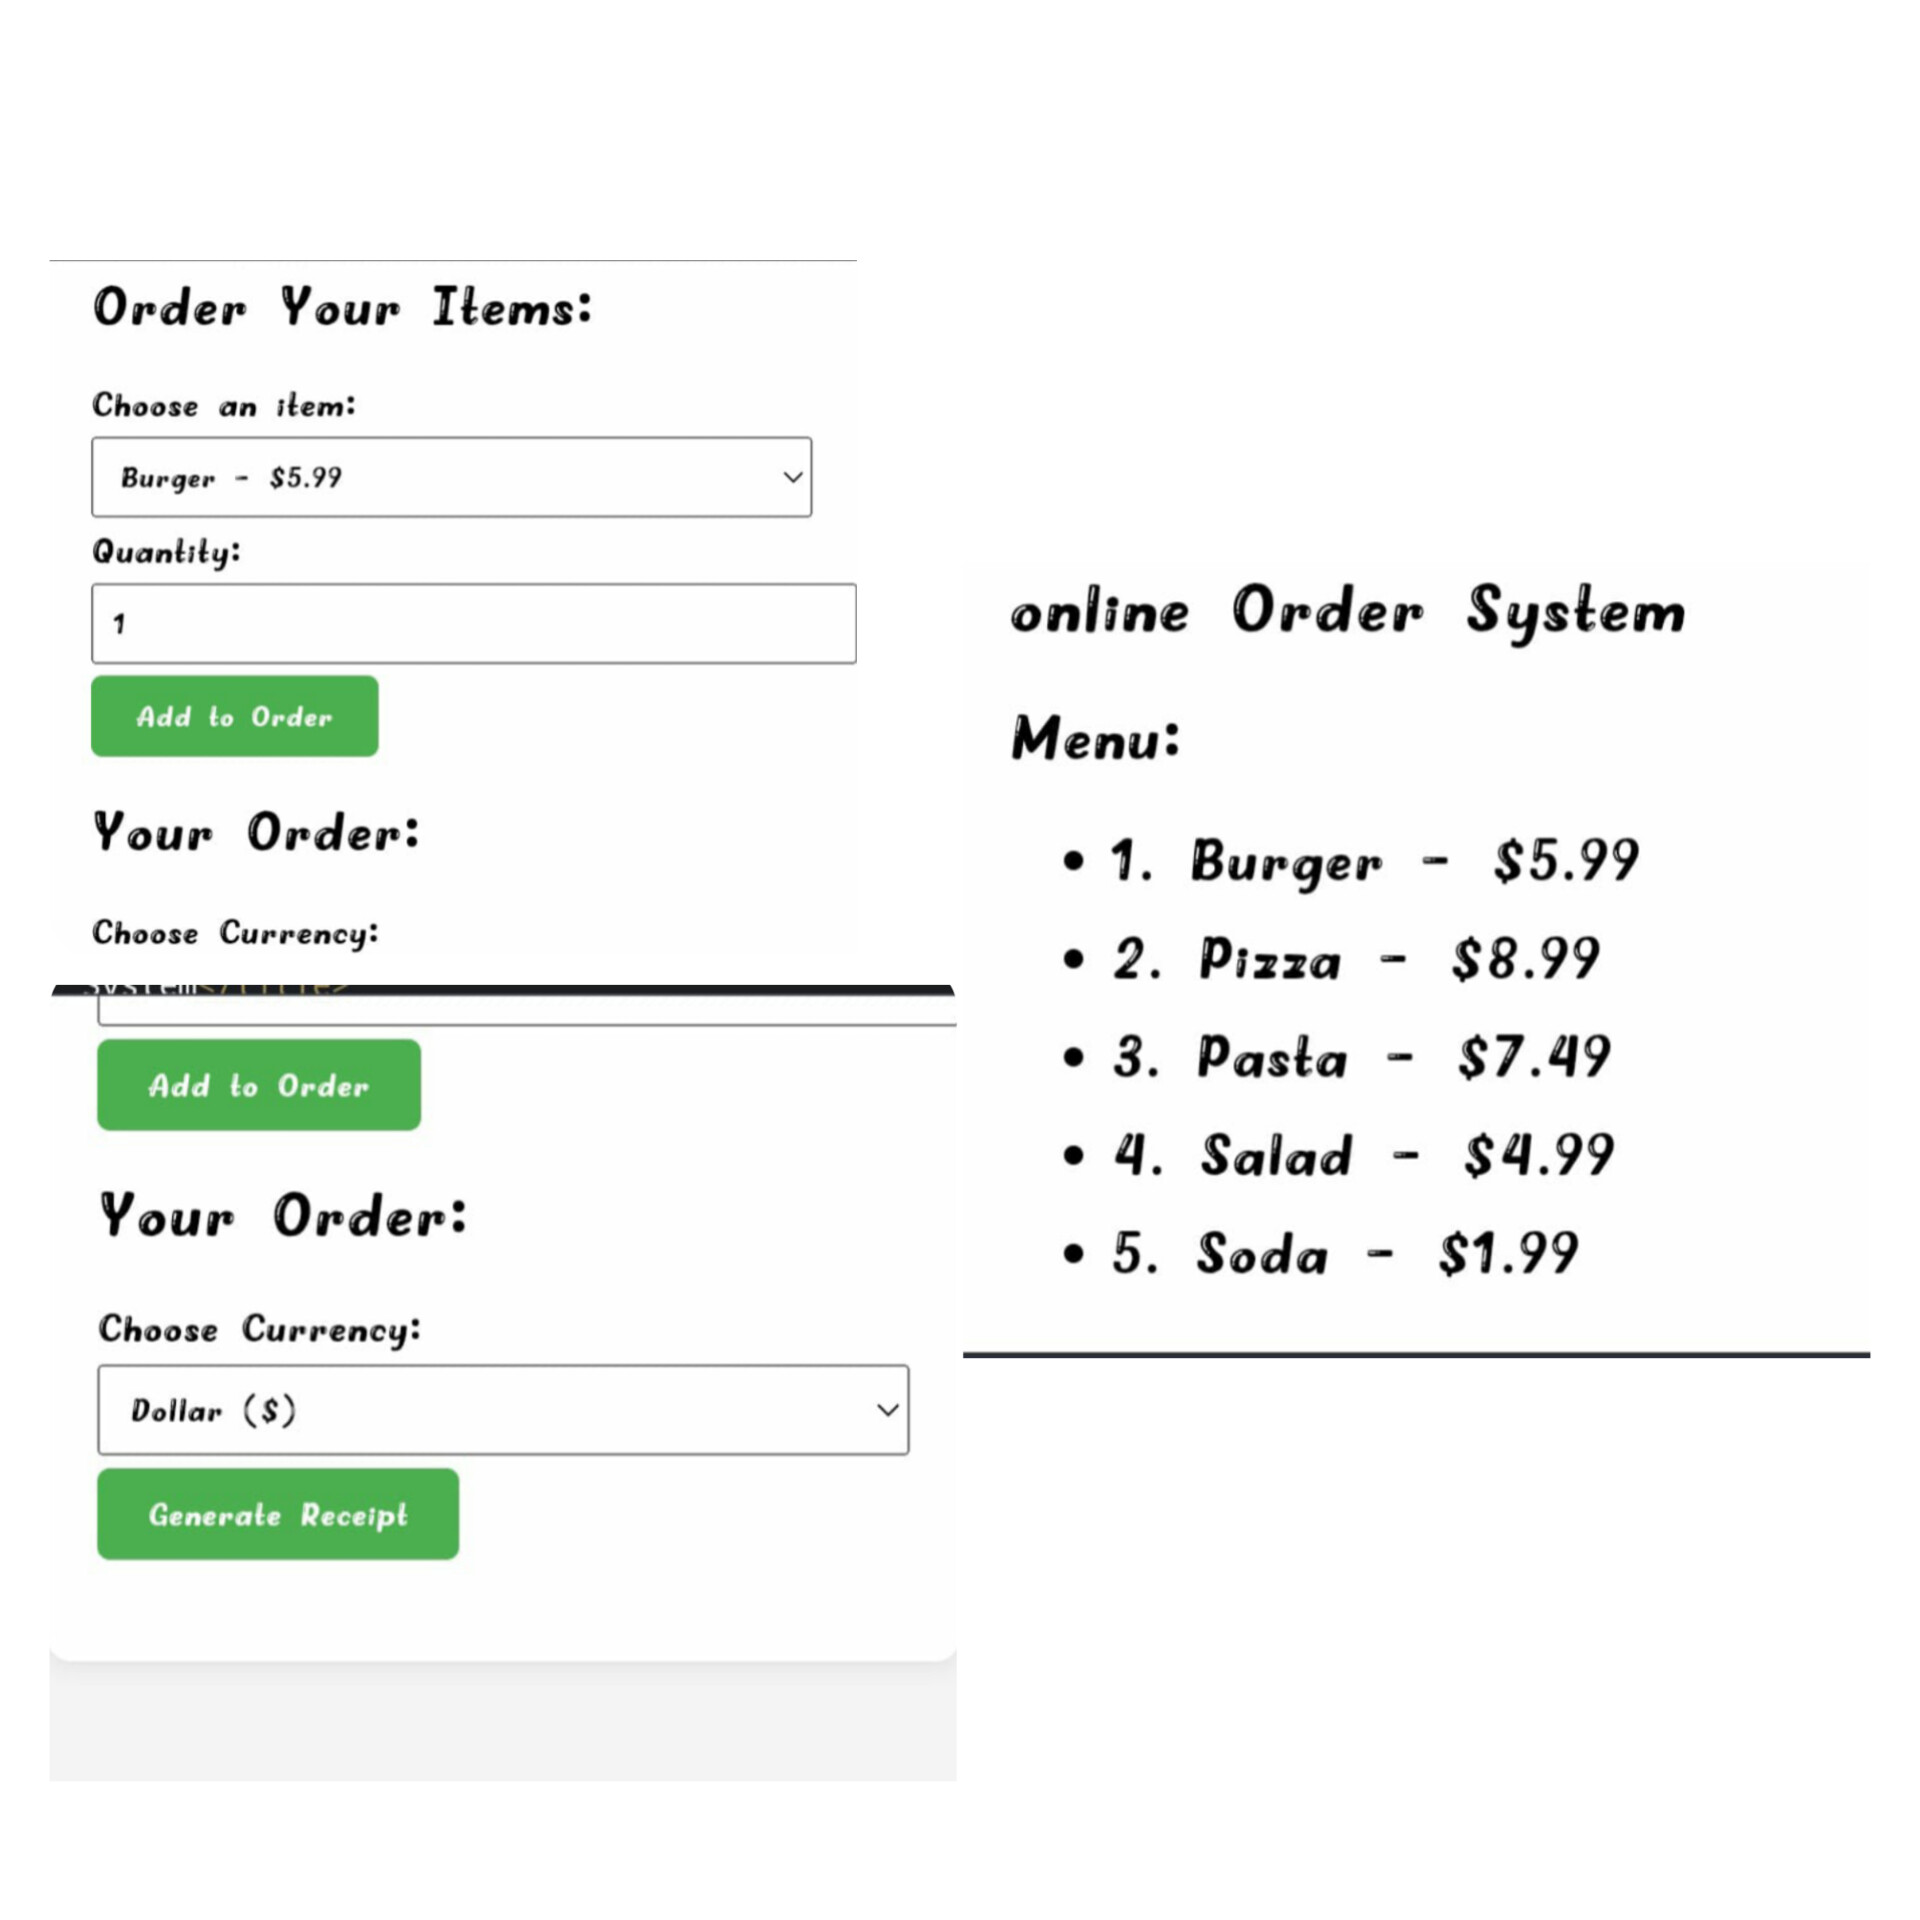 Order Your Items:
Choose an item:
Burger - $5.99
Quantity:
1
Add to Order
Your Order:
Choose Currency:
Add to Order
Your Order:
Choose Currency:
Dollar ($)
Generate Receipt
online Order System
Menu:
• 1. Burger - $5.99
• 2. Pizza - $8.99
• 3. Pasta - $7.49
• 4. Salad - $4.99
• 5. Soda - $1.99